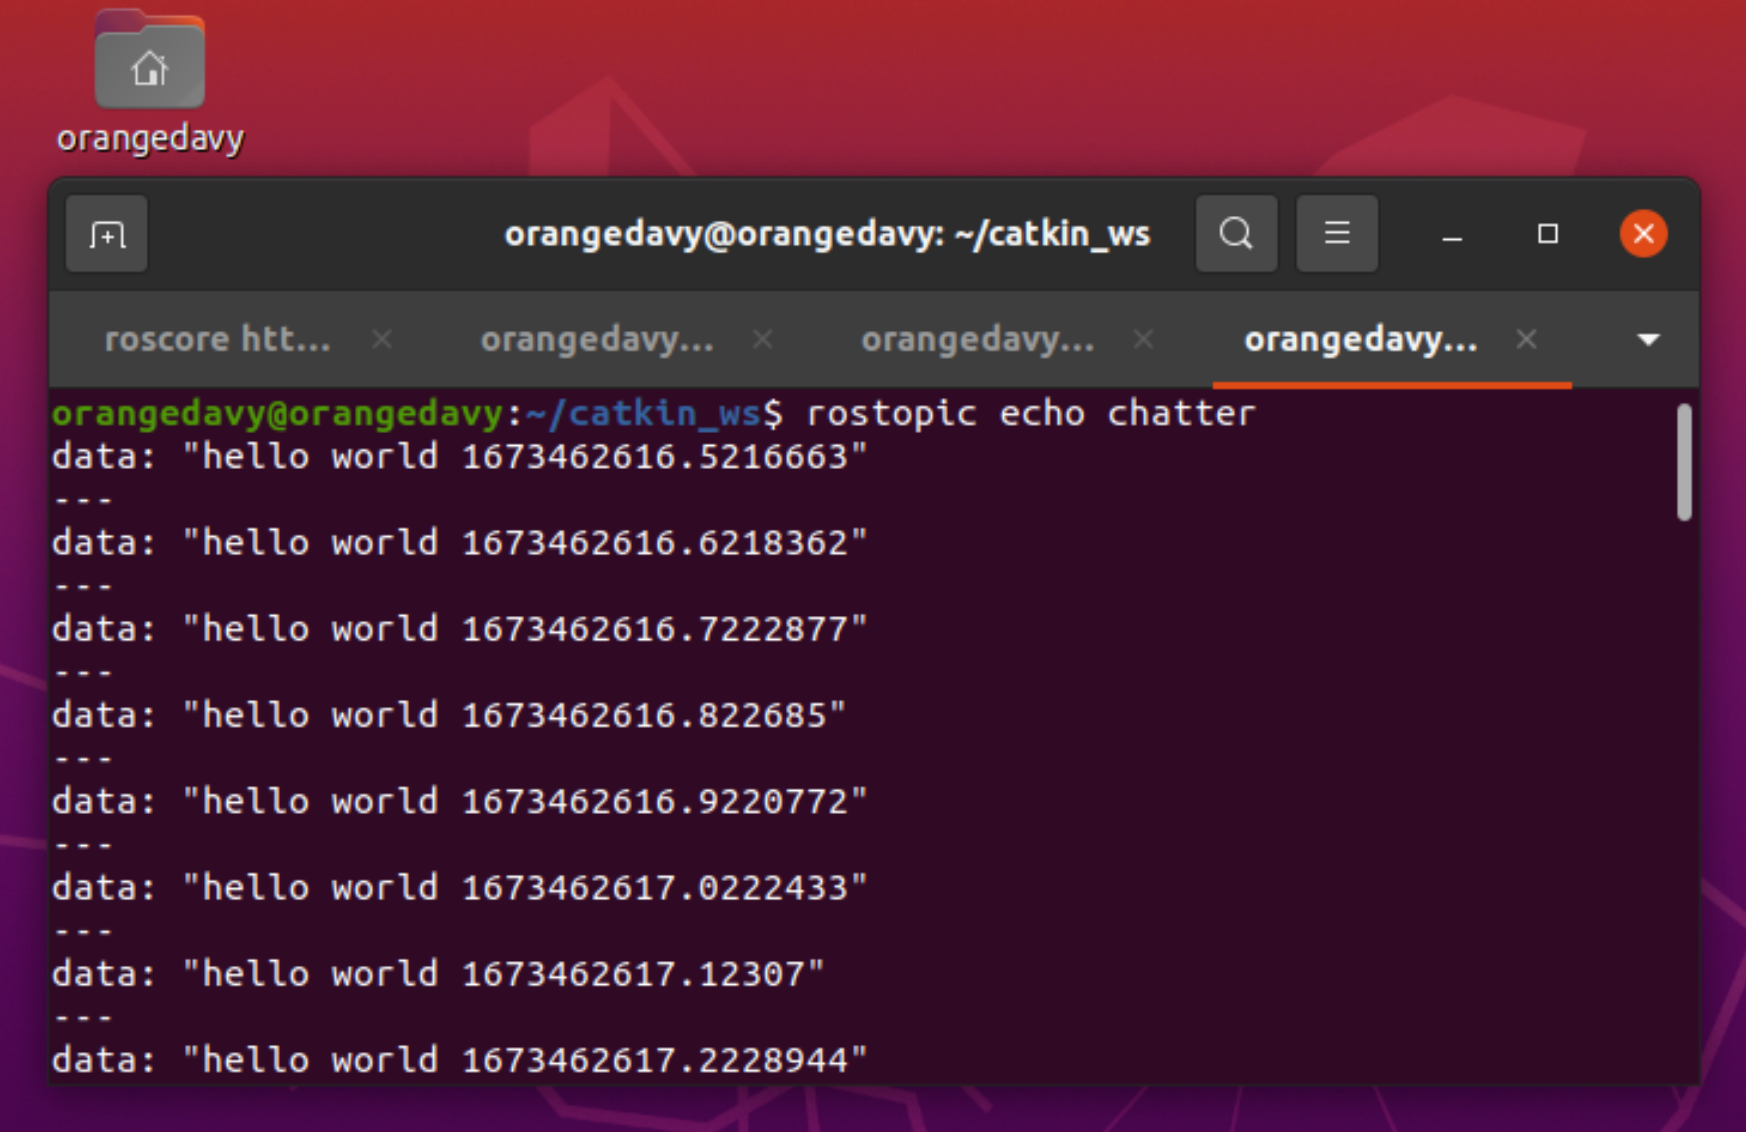 orangedavy
orangedavy@orangedavy: ~/catkin_ws
roscore htt... orangedavy... orangedavy... orangedavy...
orangedavy@orangedavy:~/catkin_ws$ rostopic echo chatter
data: "hello world 1673462616.5216663"
---
data: "hello world 1673462616.6218362"
---
data: "hello world 1673462616.7222877"
---
data: "hello world 1673462616.822685"
---
data: "hello world 1673462616.9220772"
---
data: "hello world 1673462617.0222433"
---
data: "hello world 1673462617.12307"
---
data: "hello world 1673462617.2228944"